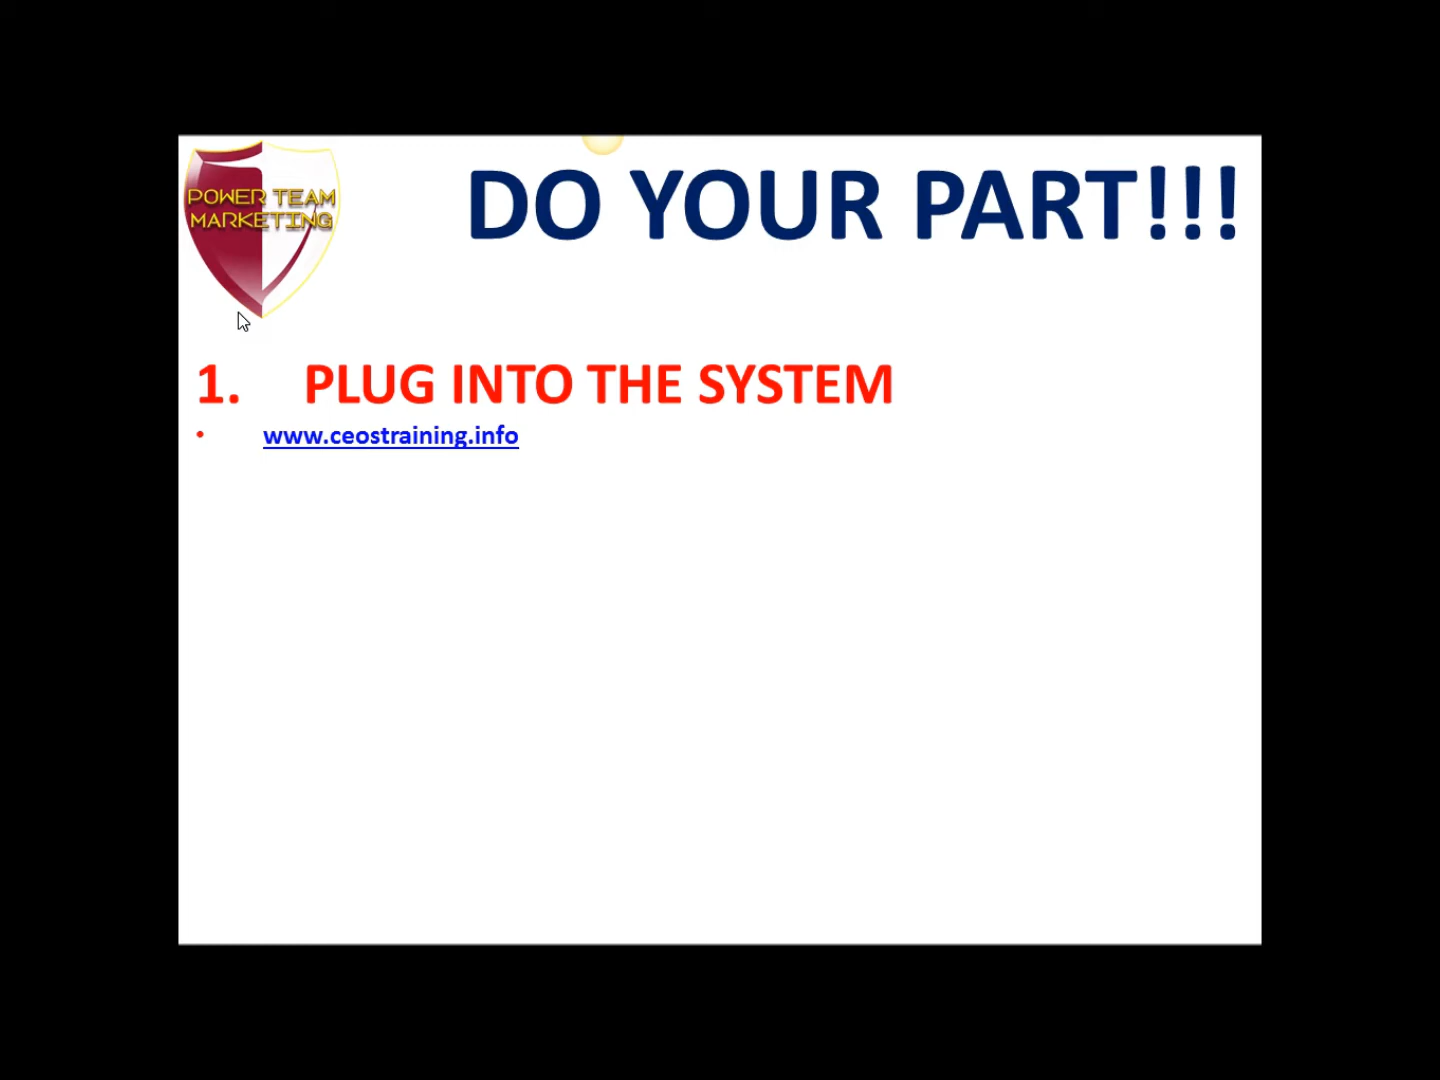 POWER TEAM
MARKETING
DO YOUR PART!!!
1. PLUG INTO THE SYSTEM
• www.ceostraining.info